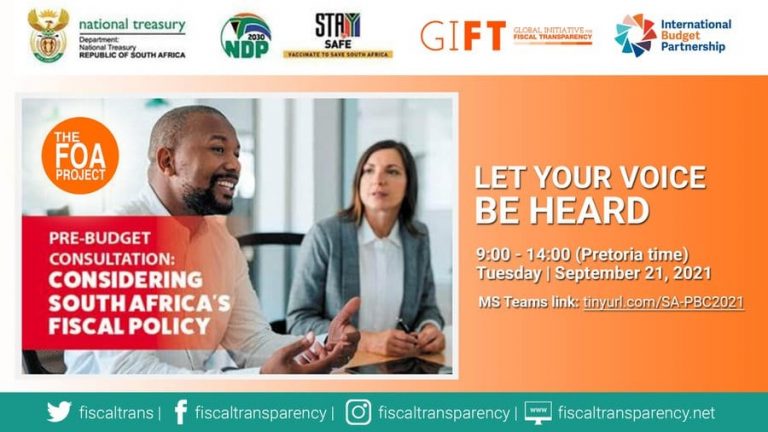 national treasury
Department:
National Treasury
REPUBLIC OF SOUTH AFRICA
2030
NDP
STAY
SAFE
VACCINATE TO SAVE SOUTH AFRICA
GIFT
GLOBAL INITIATIVE FOR
FISCAL TRANSPARENCY
International
Budget
Partnership
THE
FOA
PROJECT
PRE-BUDGET
CONSULTATION:
CONSIDERING
SOUTH AFRICA'S
FISCAL POLICY
LET YOUR VOICE
BE HEARD
9:00 - 14:00 (Pretoria time)
Tuesday | September 21, 2021
MS Teams link: tinyurl.com/SA-PBC2021
fiscaltrans | fiscaltransparency | fiscaltransparency | fiscaltransparency.net